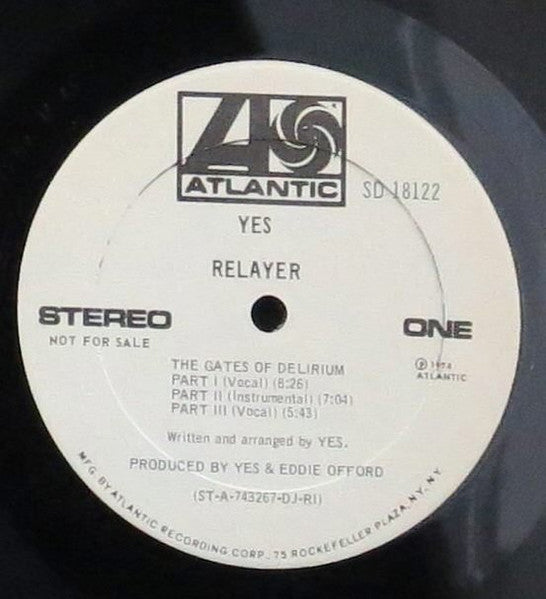 ATLANTIC
SD 18122
YES
RELAYER
STEREO
NOT FOR SALE
ONE
℗ 1974
ATLANTIC
THE GATES OF DELIRIUM
PART I (Vocal) (8:26)
PART II (Instrumental) (7:04)
PART III (Vocal) (5:43)
Written and arranged by YES.
PRODUCED BY YES & EDDIE OFFORD
(ST-A-743267-DJ-RI)
MFG. BY ATLANTIC RECORDING CORP., 75 ROCKEFELLER PLAZA, N.Y. N.Y.